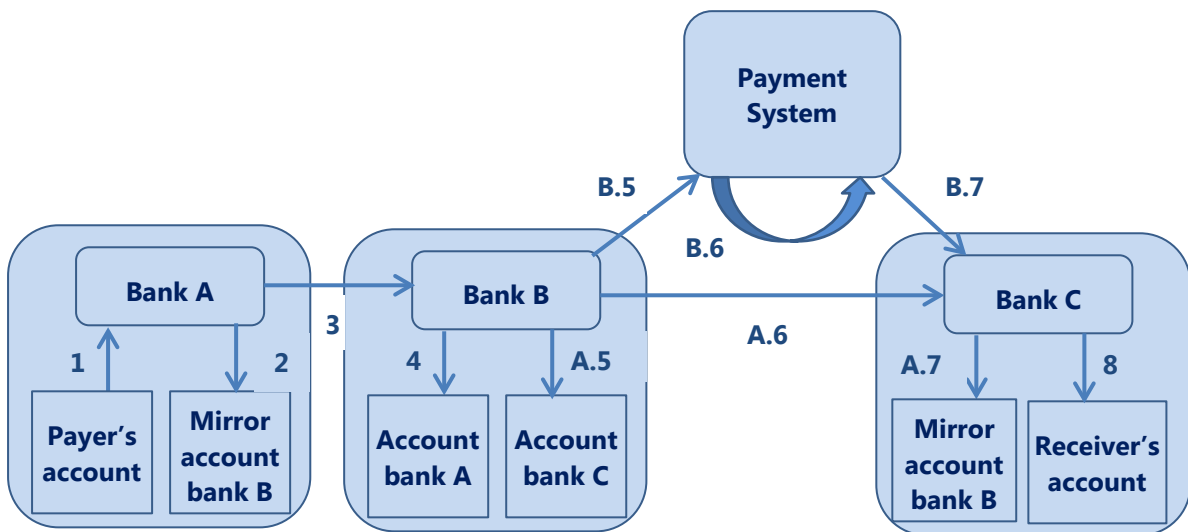 Payment
System
B.5
B.7
B.6
Bank A
Bank B
Bank C
3
A.6
1
2
4
A.5
A.7
8
Payer's
account
Mirror
account
bank B
Account
bank A
Account
bank C
Mirror
account
bank B
Receiver's
account